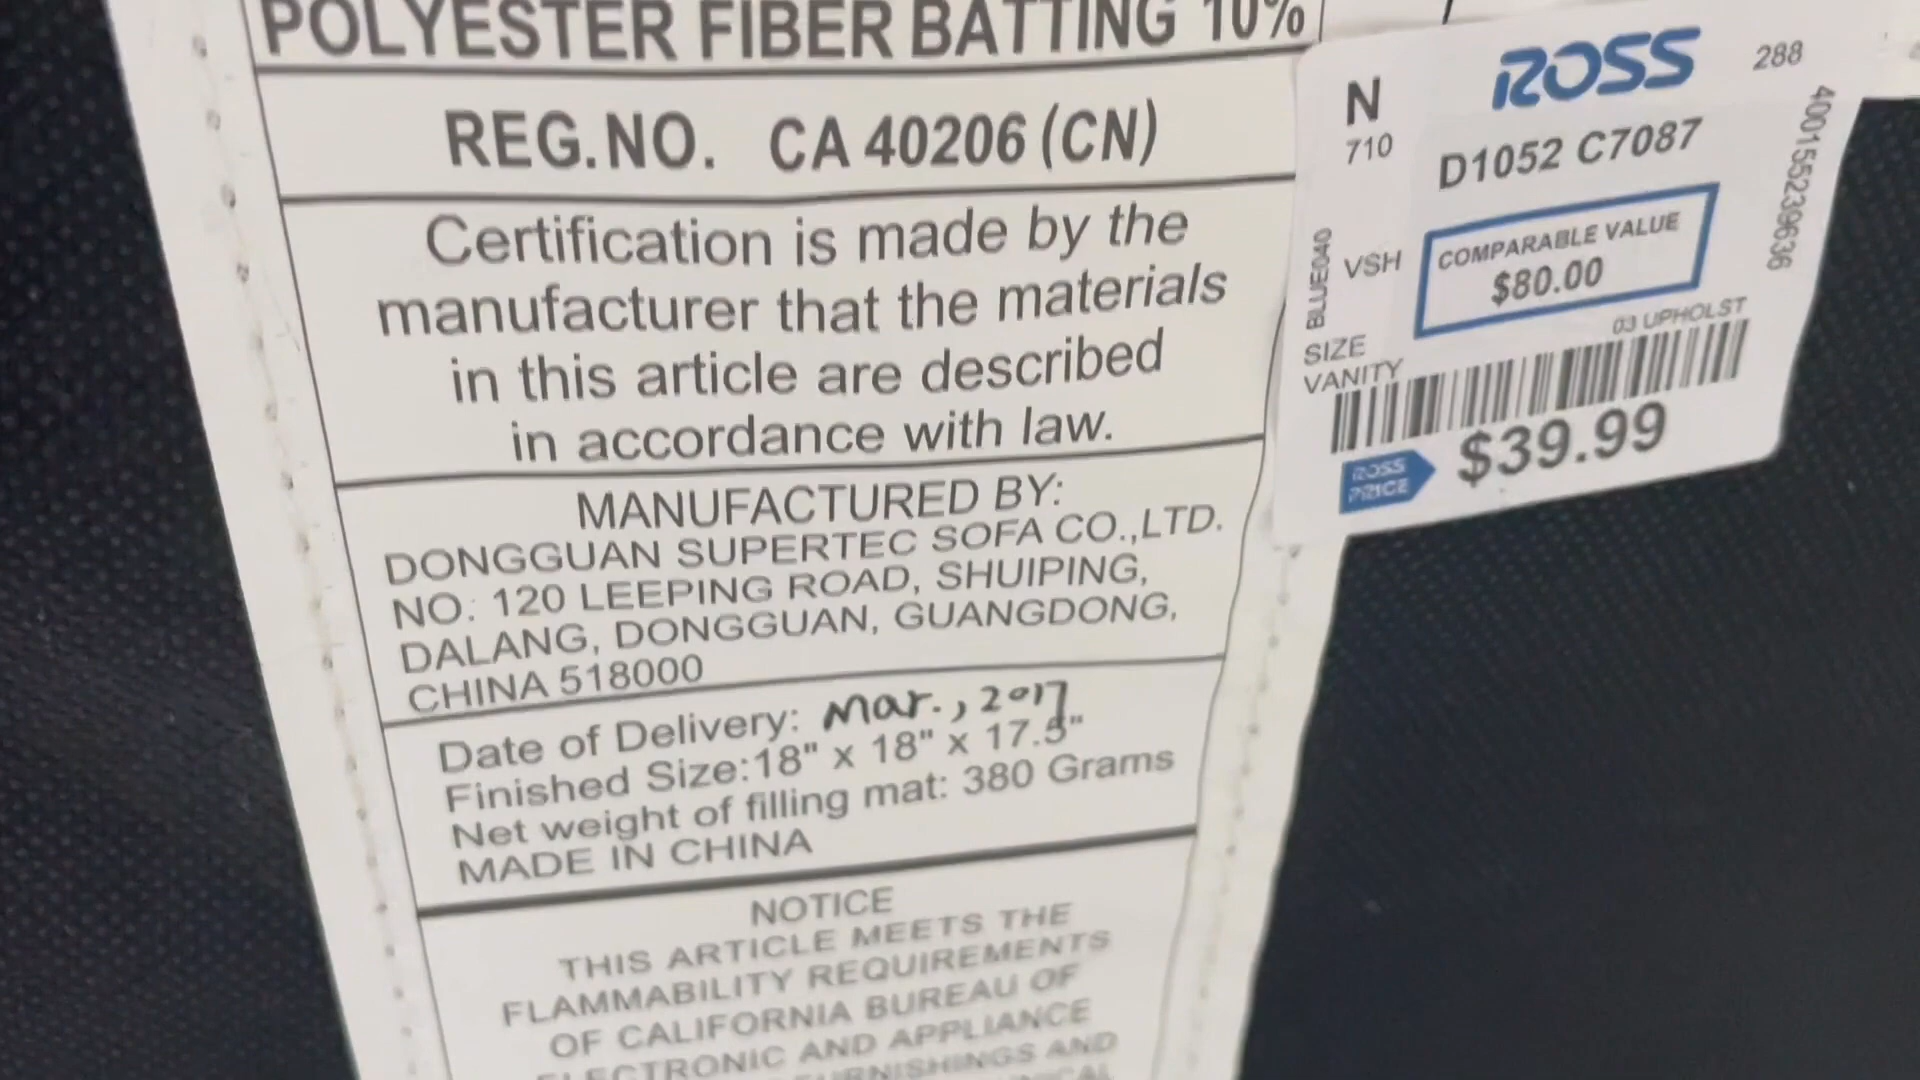 POLYESTER FIBER BATTING 10%
REG.NO. CA 40206 (CN)
Certification is made by the
manufacturer that the materials
in this article are described
in accordance with law.
MANUFACTURED BY:
DONGGUAN SUPERTEC SOFA CO.,LTD.
NO. 120 LEEPING ROAD, SHUIPING,
DALANG, DONGGUAN, GUANGDONG,
CHINA 518000
Date of Delivery: Mar., 2017
Finished Size:18" x 18" x 17.5"
Net weight of filling mat: 380 Grams
MADE IN CHINA
NOTICE
THIS ARTICLE MEETS THE
FLAMMABILITY REQUIREMENTS
OF CALIFORNIA BUREAU OF
ELECTRONIC AND APPLIANCE
FURNISHINGS AND
ROSS
288
N
710
D1052 C7087
400155239636
BLUE040
VSH
COMPARABLE VALUE
$80.00
03 UPHOLST
SIZE
VANITY
ROSS
PRICE
$39.99